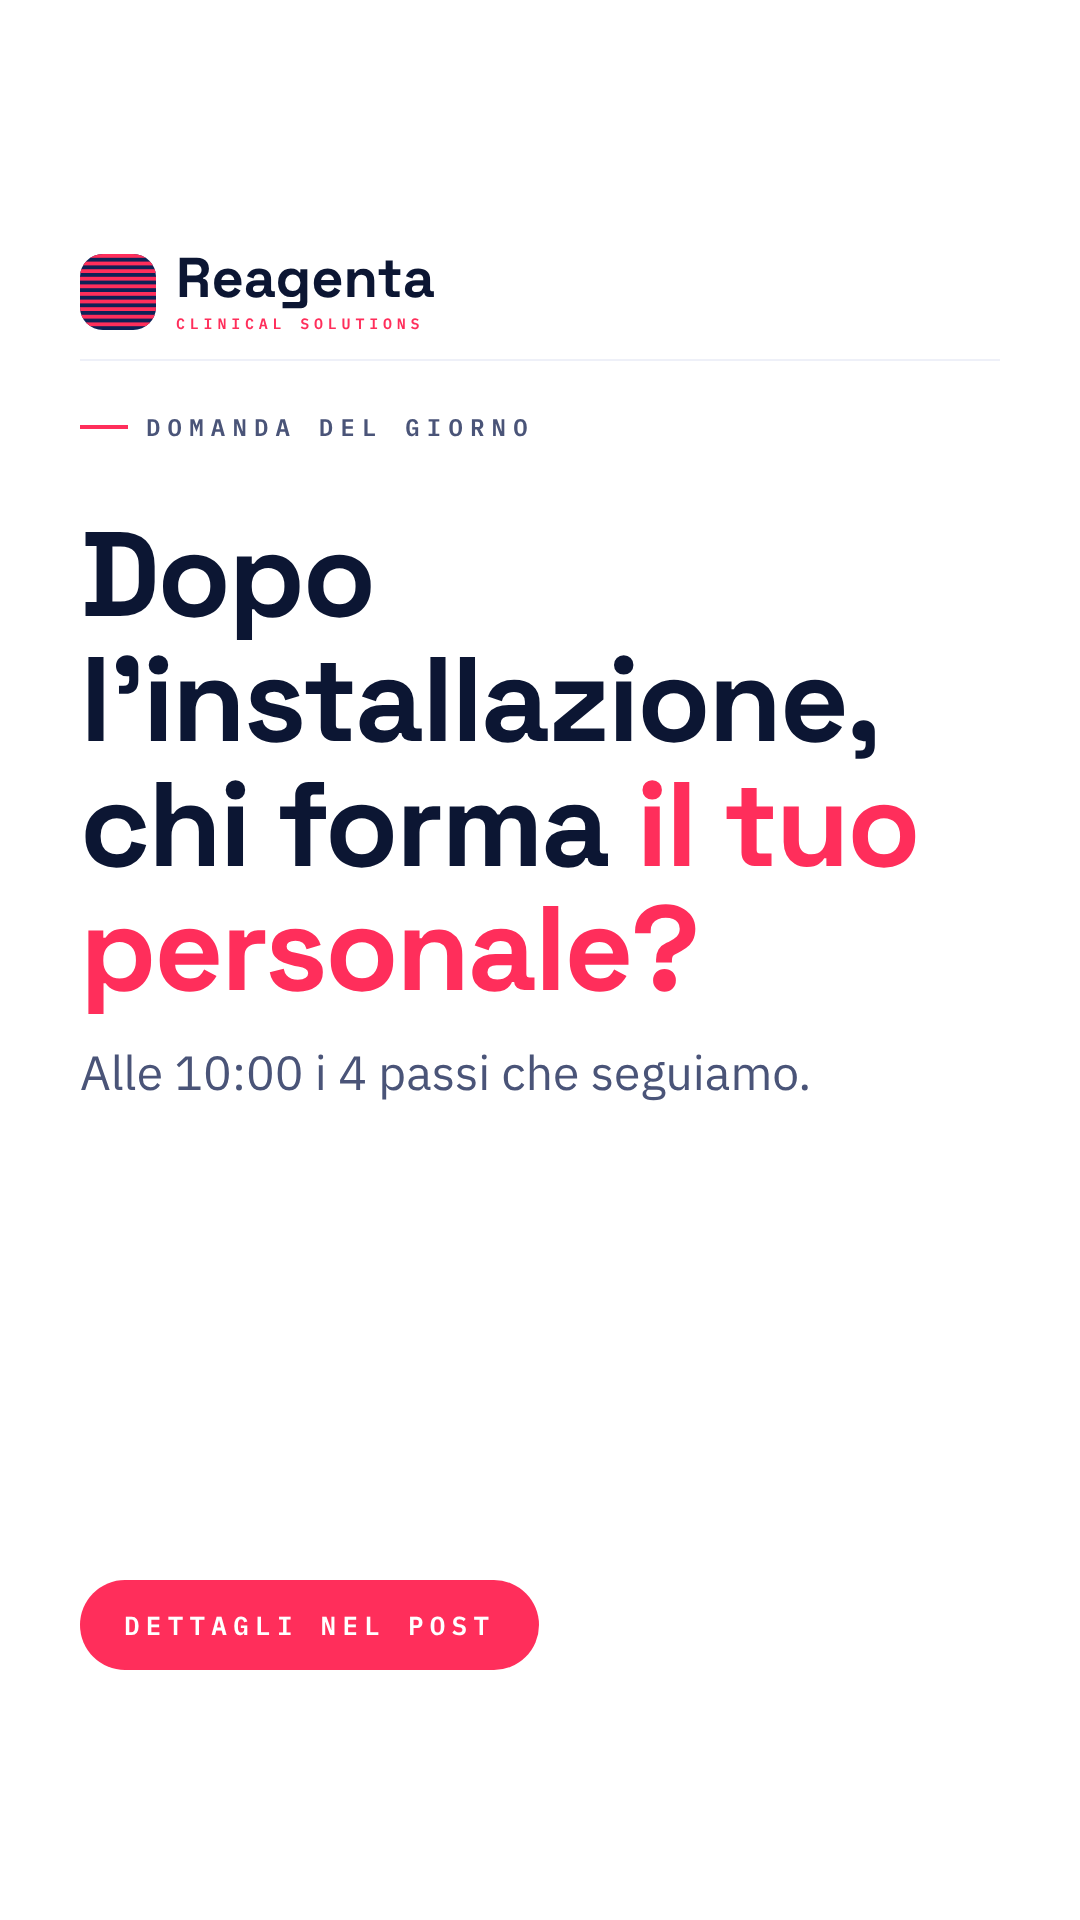 Reagenta
CLINICAL SOLUTIONS
DOMANDA DEL GIORNO
Dopo
l’installazione,
chi forma il tuo
personale?
Alle 10:00 i 4 passi che seguiamo.
DETTAGLI NEL POST